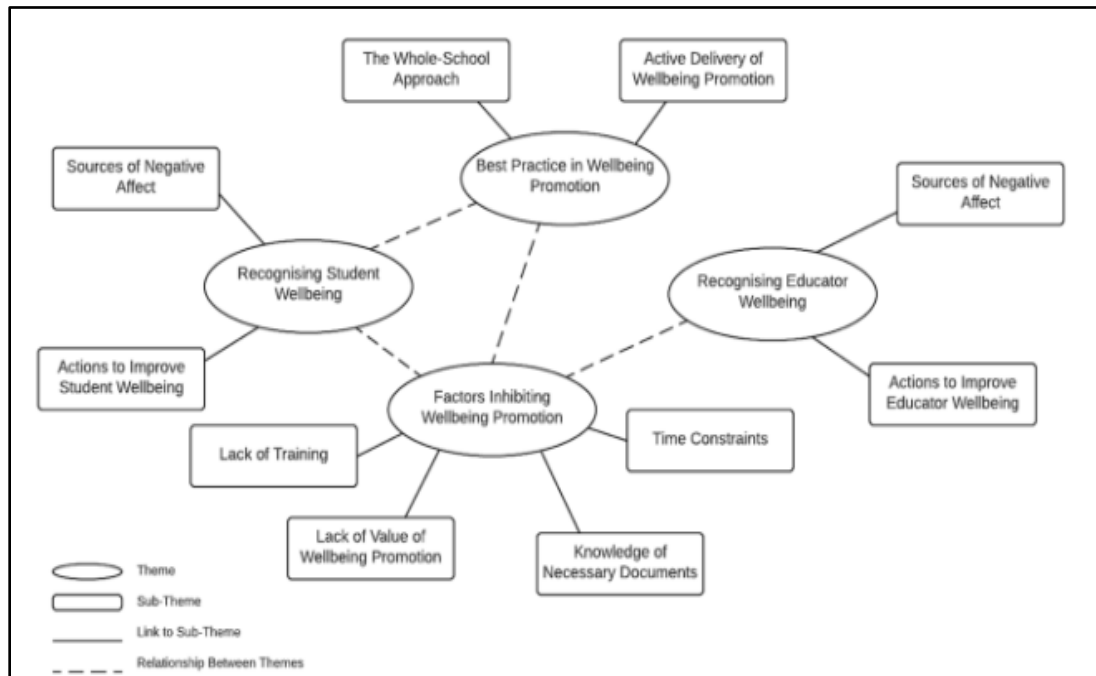 The Whole-School
Approach
Active Delivery of
Wellbeing Promotion
Sources of Negative
Affect
Best Practice in Wellbeing
Promotion
Sources of Negative
Affect
Recognising Student
Wellbeing
Recognising Educator
Wellbeing
Actions to Improve
Student Wellbeing
Factors Inhibiting
Wellbeing Promotion
Actions to Improve
Educator Wellbeing
Lack of Training
Time Constraints
Lack of Value of
Wellbeing Promotion
Knowledge of
Necessary Documents
Theme
Sub-Theme
Link to Sub-Theme
Relationship Between Themes